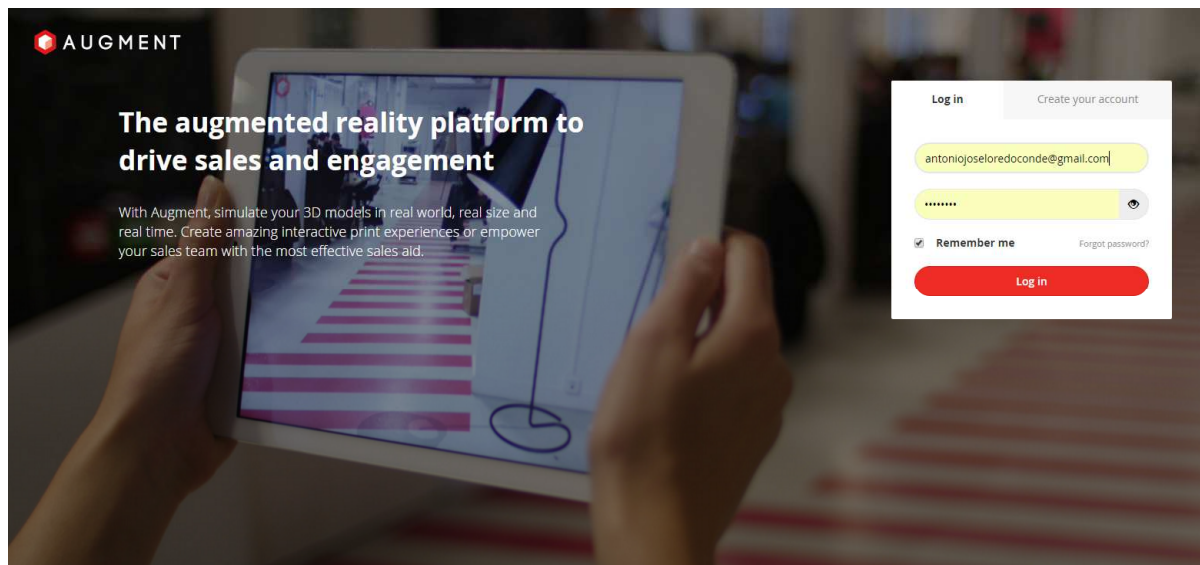 AUGMENT
The augmented reality platform to
drive sales and engagement
With Augment, simulate your 3D models in real world, real size and
real time. Create amazing interactive print experiences or empower
your sales team with the most effective sales aid.
Log in
Create your account
antoniojoseloredoconde@gmail.com
••••••••
Remember me
Forgot password?
Log in